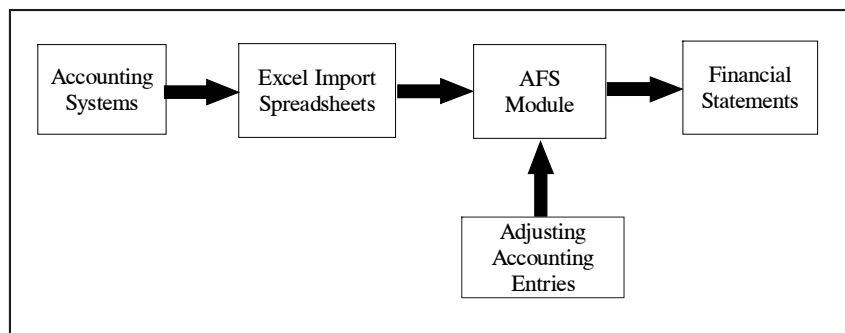 Accounting
Systems
Excel Import
Spreadsheets
AFS
Module
Financial
Statements
Adjusting
Accounting
Entries